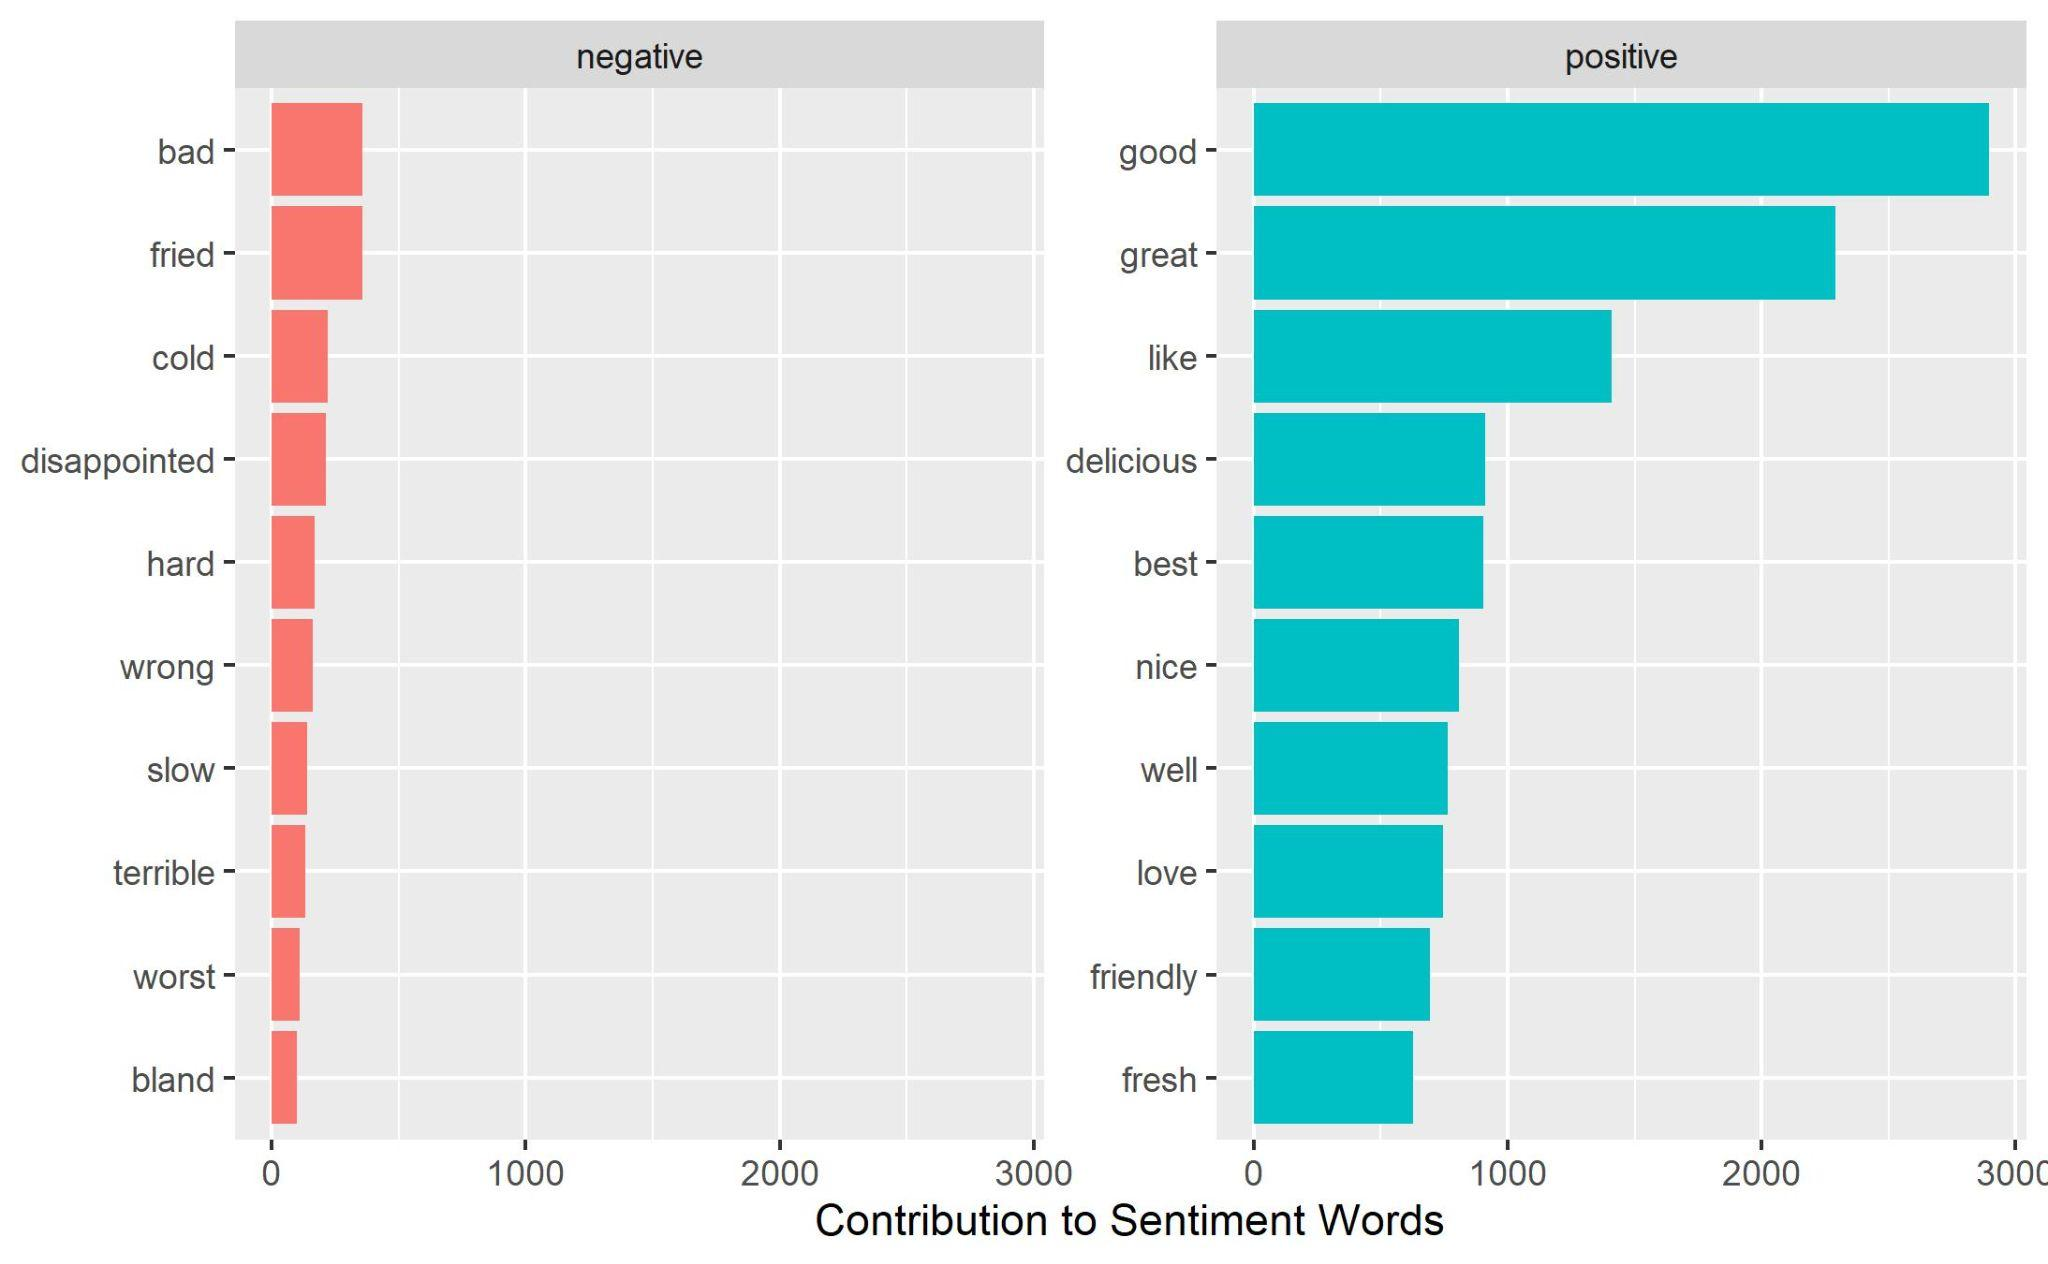 negative
bad
fried
cold
disappointed
hard
wrong
slow
terrible
worst
bland
0 1000 2000 3000
positive
good
great
like
delicious
best
nice
well
love
friendly
fresh
0 1000 2000 3000
Contribution to Sentiment Words